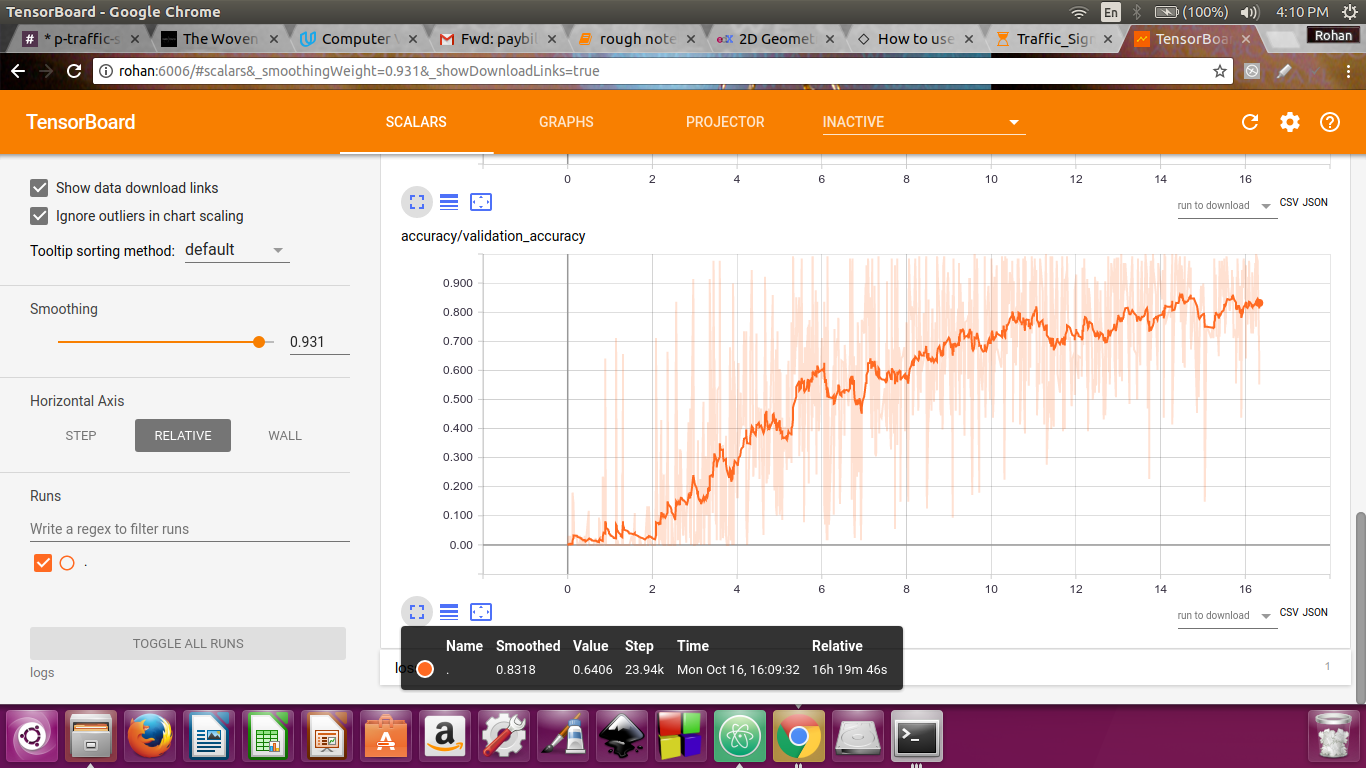 TensorBoard - Google Chrome
En (100%) 4:10 PM
* p-traffic-s The Woven Computer V Gmail Fwd: paybil rough note 2D Geomet How to use Traffic_Sign TensorBoar Rohan
rohan:6006/#scalars&_smoothingWeight=0.931&_showDownloadLinks=true
TensorBoard SCALARS GRAPHS PROJECTOR INACTIVE
Show data download links
Ignore outliers in chart scaling
Tooltip sorting method: default
Smoothing
0.931
Horizontal Axis
STEP RELATIVE WALL
Runs
Write a regex to filter runs
.
TOGGLE ALL RUNS
logs
0 2 4 6 8 10 12 14 16
run to download CSV JSON
accuracy/validation_accuracy
0.900
0.800
0.700
0.600
0.500
0.400
0.300
0.200
0.100
0.00
0 2 4 6 8 10 12 14 16
run to download CSV JSON
Name Smoothed Value Step Time Relative
. 0.8318 0.6406 23.94k Mon Oct 16, 16:09:32 16h 19m 46s
1